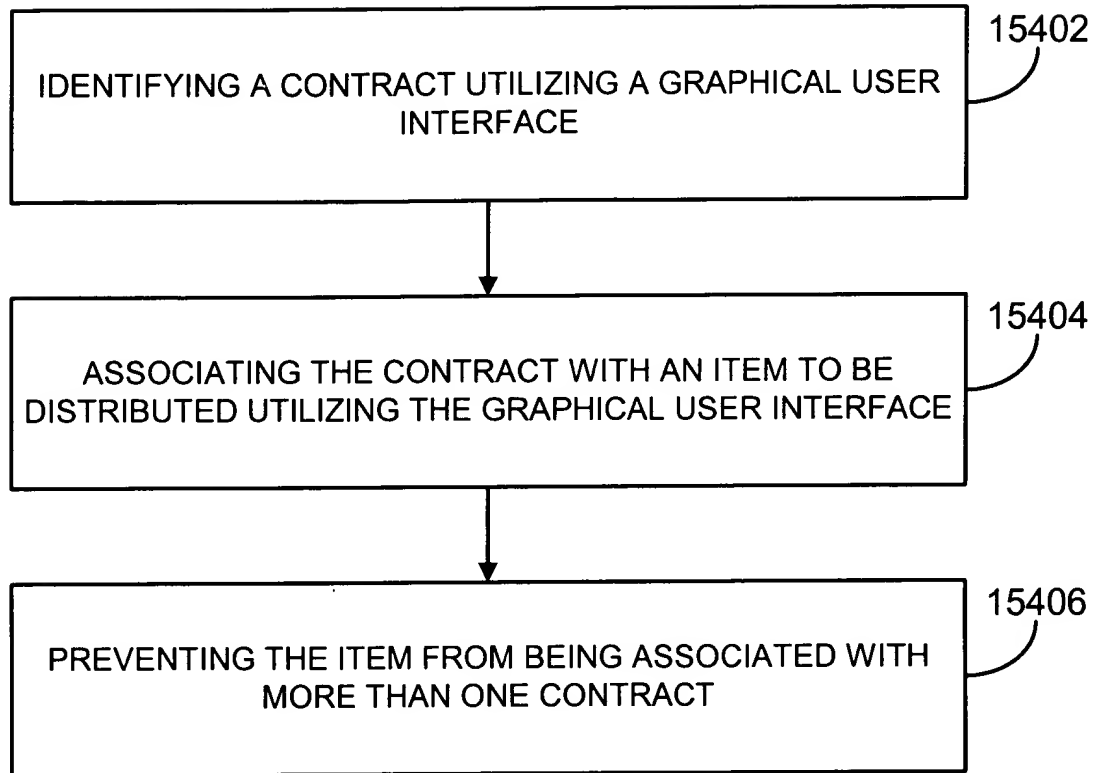 15402
IDENTIFYING A CONTRACT UTILIZING A GRAPHICAL USER
INTERFACE
15404
ASSOCIATING THE CONTRACT WITH AN ITEM TO BE
DISTRIBUTED UTILIZING THE GRAPHICAL USER INTERFACE
15406
PREVENTING THE ITEM FROM BEING ASSOCIATED WITH
MORE THAN ONE CONTRACT